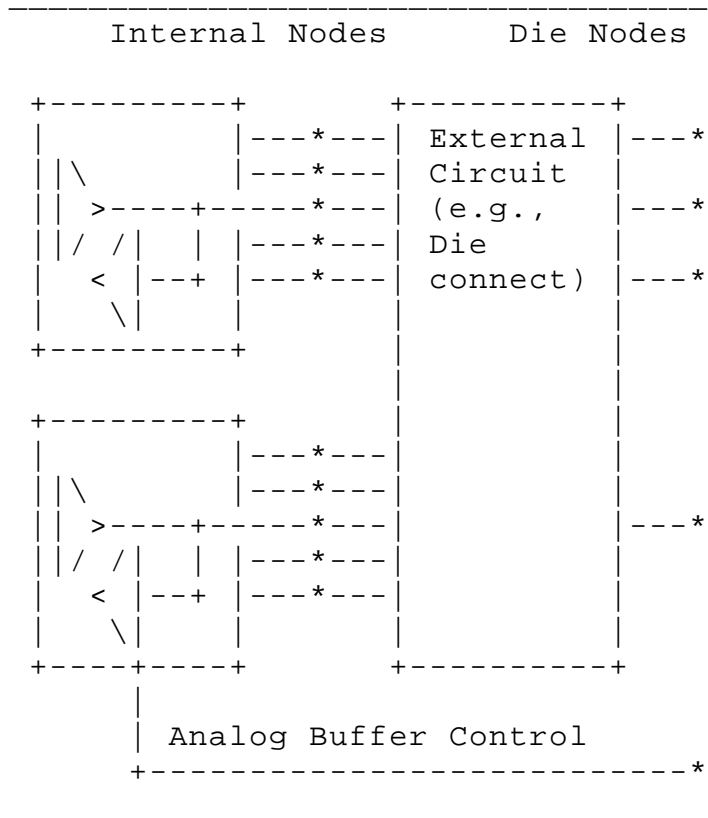 Internal Nodes Die Nodes
External
Circuit
(e.g.,
Die
connect)
Analog Buffer Control